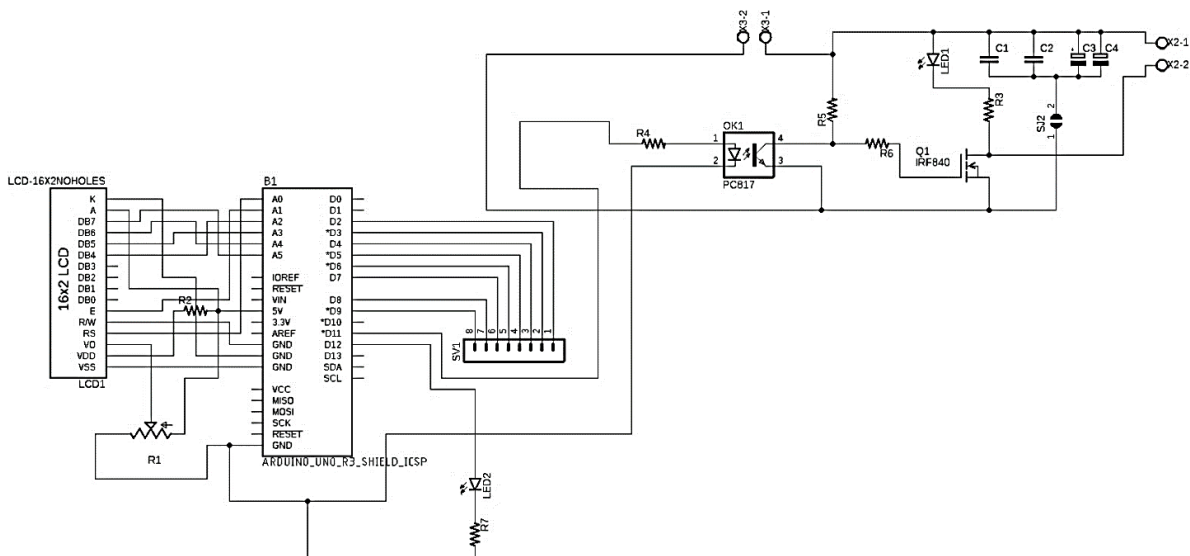 X3-2
X3-1
X2-1
X2-2
LED1
C1
C2
+
C3
C4
R3
2
SJ2
1
R5
OK1
R4
1
4
2
3
PC817
R6
Q1
IRF840
LCD-16X2NOHOLES
16x2 LCD
K
A
DB7
DB6
DB5
DB4
DB3
DB2
DB1
DB0
E
R/W
RS
VO
VDD
VSS
LCD1
R1
R2
B1
A0
A1
A2
A3
A4
A5
IOREF
RESET
VIN
5V
3.3V
AREF
GND
GND
GND
VCC
MISO
MOSI
SCK
RESET
GND
D0
D1
D2
*D3
D4
*D5
*D6
D7
D8
*D9
*D10
*D11
D12
D13
SDA
SCL
ARDUINO_UNO_R3_SHIELD_ICSP
SV1
8
7
6
5
4
3
2
1
LED2
R7